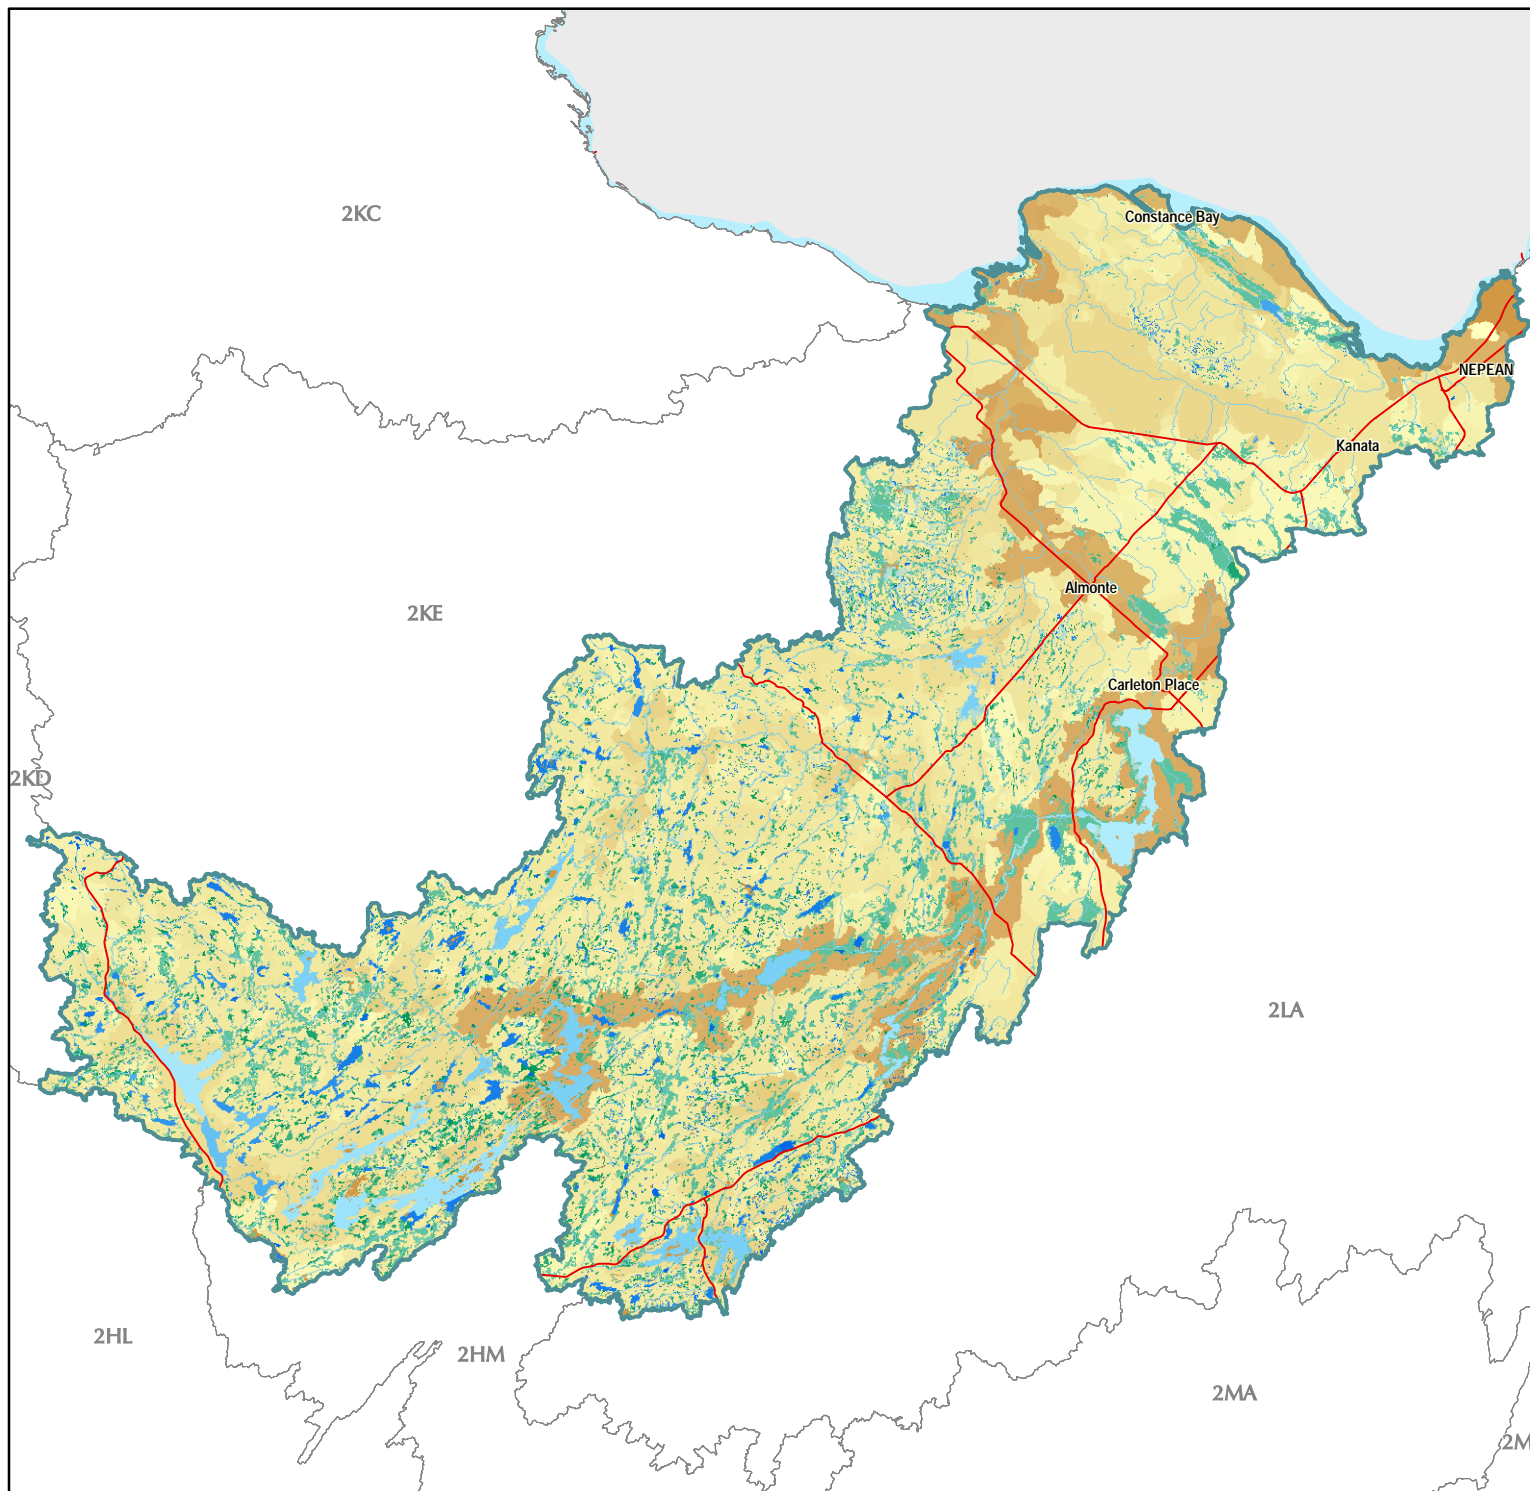 2KC
Constance Bay
NEPEAN
Kanata
Almonte
2KE
Carleton Place
2KD
2LA
2HL
2HM
2MA
2M